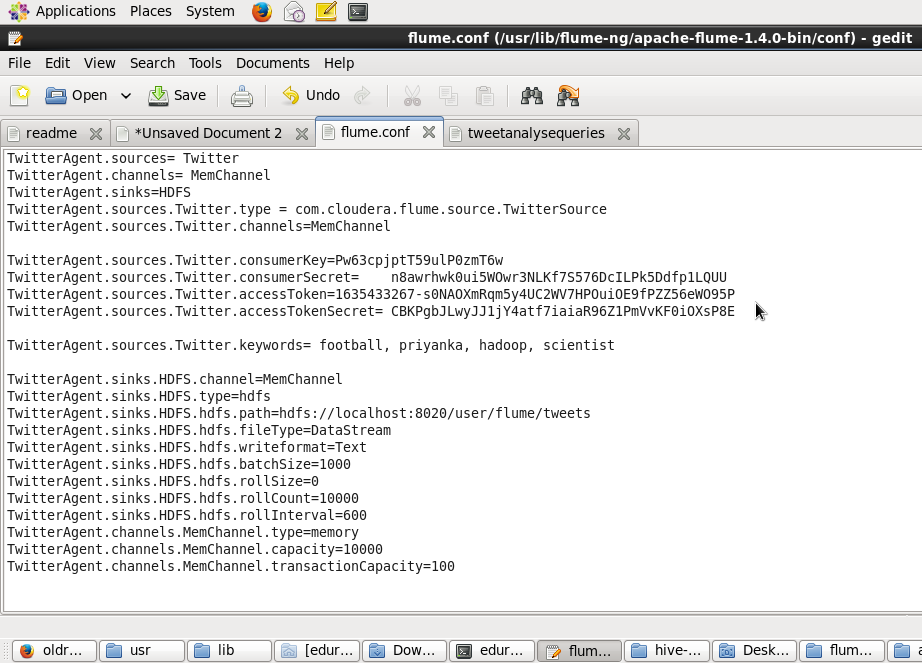 Applications Places System
flume.conf (/usr/lib/flume-ng/apache-flume-1.4.0-bin/conf) - gedit
File Edit View Search Tools Documents Help
Open Save Undo
readme *Unsaved Document 2 flume.conf tweetanalysequeries
TwitterAgent.sources= Twitter
TwitterAgent.channels= MemChannel
TwitterAgent.sinks=HDFS
TwitterAgent.sources.Twitter.type = com.cloudera.flume.source.TwitterSource
TwitterAgent.sources.Twitter.channels=MemChannel
TwitterAgent.sources.Twitter.consumerKey=Pw63cpjptT59ulP0zmT6w
TwitterAgent.sources.Twitter.consumerSecret=    n8awrhwk0ui5WOwr3NLKf7S576DcILPk5Ddfp1LQUU
TwitterAgent.sources.Twitter.accessToken=1635433267-s0NAOXmRqm5y4UC2WV7HPOuiOE9fPZZ56eWO95P
TwitterAgent.sources.Twitter.accessTokenSecret= CBKPgbJLwyJJ1jY4atf7iaiaR96Z1PmVvKF0iOXsP8E
TwitterAgent.sources.Twitter.keywords= football, priyanka, hadoop, scientist
TwitterAgent.sinks.HDFS.channel=MemChannel
TwitterAgent.sinks.HDFS.type=hdfs
TwitterAgent.sinks.HDFS.hdfs.path=hdfs://localhost:8020/user/flume/tweets
TwitterAgent.sinks.HDFS.hdfs.fileType=DataStream
TwitterAgent.sinks.HDFS.hdfs.writeformat=Text
TwitterAgent.sinks.HDFS.hdfs.batchSize=1000
TwitterAgent.sinks.HDFS.hdfs.rollSize=0
TwitterAgent.sinks.HDFS.hdfs.rollCount=10000
TwitterAgent.sinks.HDFS.hdfs.rollInterval=600
TwitterAgent.channels.MemChannel.type=memory
TwitterAgent.channels.MemChannel.capacity=10000
TwitterAgent.channels.MemChannel.transactionCapacity=100
oldr... usr lib [edur... Dow... edur... flum... hive-... Desk... flum...